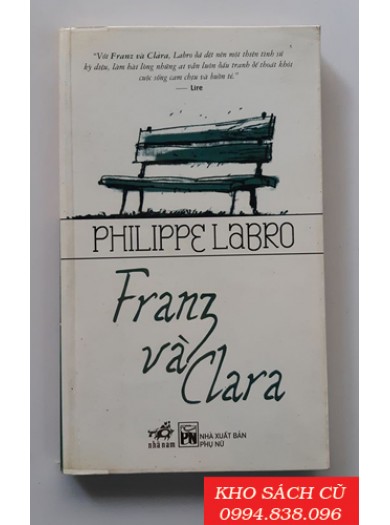 "Với Franz và Clara, Labro đã dệt nên một thiên tình sử
kỳ diệu, làm hài lòng những ai vẫn luôn đấu tranh để thoát khỏi
cuộc sống cam chịu và buồn tẻ."
— Lire
PHILIPPE LABRO
Franz
và
Clara
nhã nam
PN
NHÀ XUẤT BẢN
PHỤ NỮ
KHO SÁCH CŨ
0994.838.096